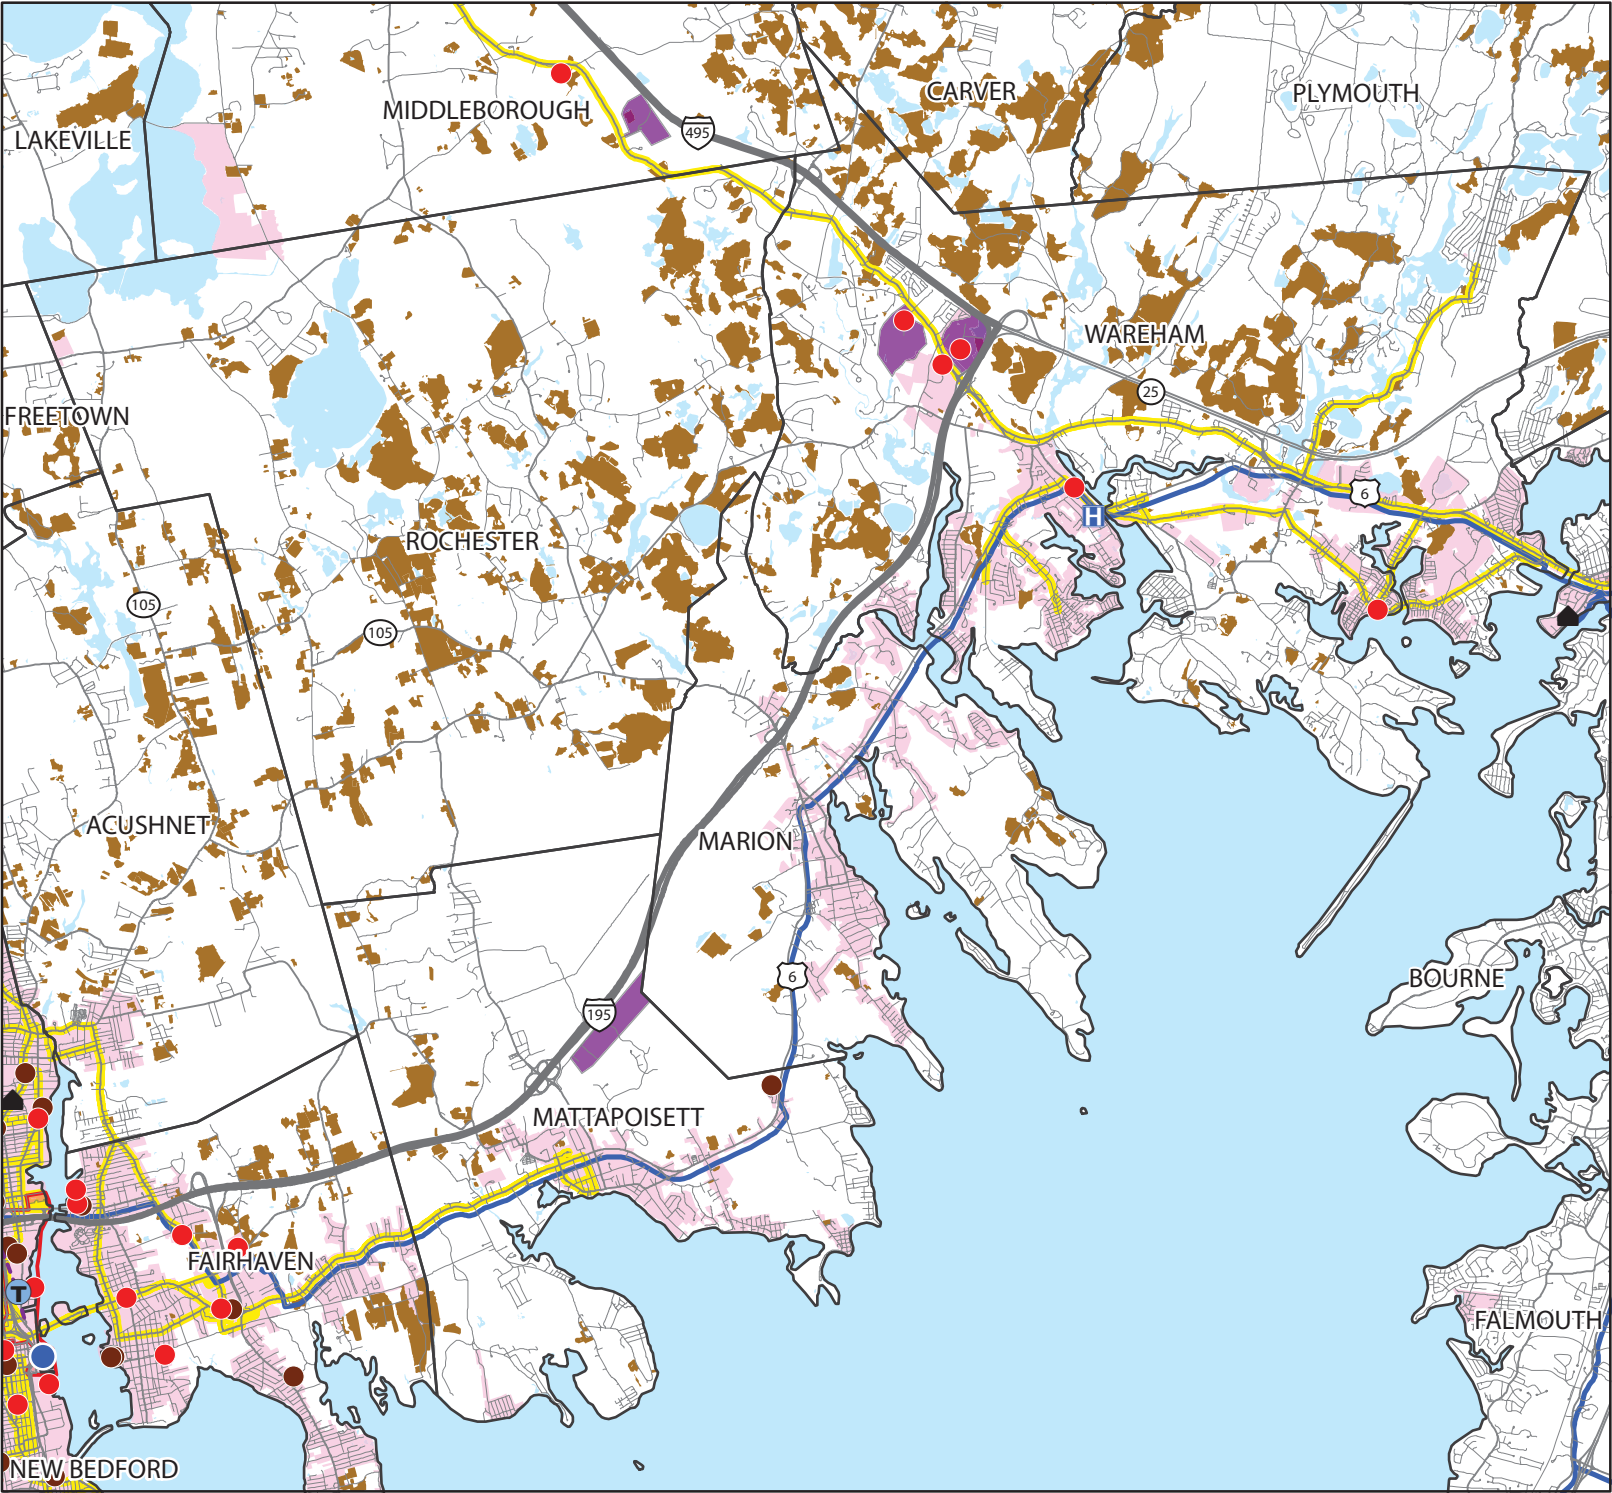 CARVER
PLYMOUTH
MIDDLEBOROUGH
495
LAKEVILLE
WAREHAM
25
FREETOWN
6
H
ROCHESTER
105
105
ACUSHNET
MARION
6
BOURNE
195
MATTAPOISETT
FAIRHAVEN
T
FALMOUTH
NEW BEDFORD